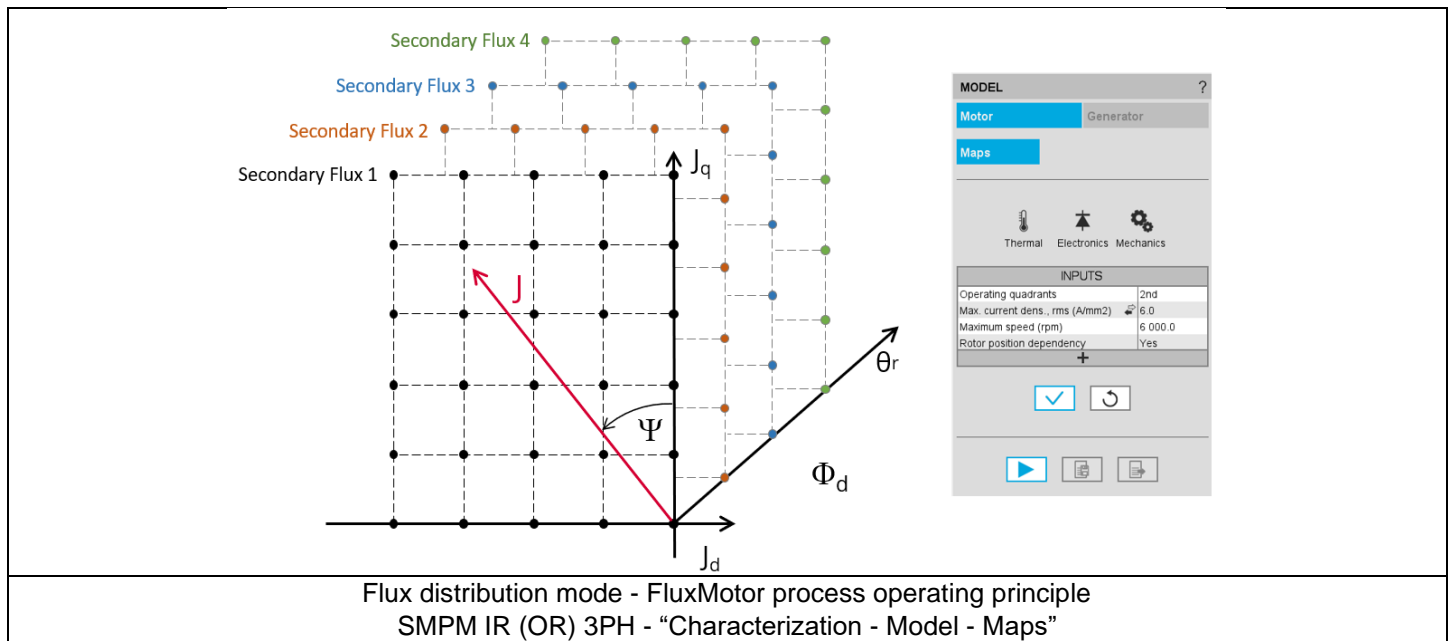 Secondary Flux 4
Secondary Flux 3
Secondary Flux 2
Secondary Flux 1
Jq
J
Ψ
θr
Φd
Jd
MODEL ?
Motor Generator
Maps
Thermal Electronics Mechanics
INPUTS
Operating quadrants 2nd
Max. current dens., rms (A/mm2) 6.0
Maximum speed (rpm) 6 000.0
Rotor position dependency Yes
+
Flux distribution mode - FluxMotor process operating principle
SMPM IR (OR) 3PH - “Characterization - Model - Maps”